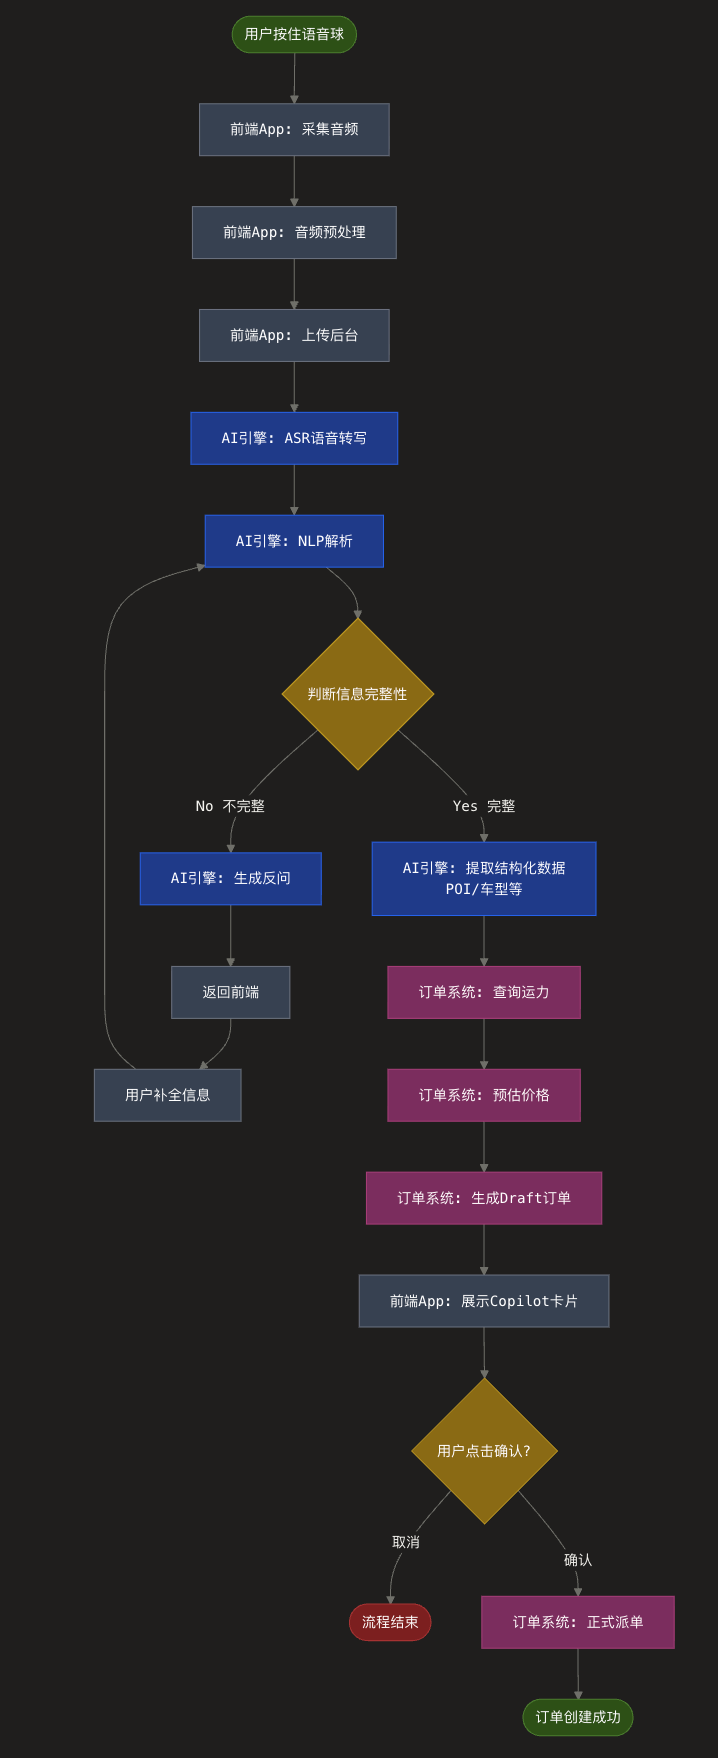 用户按住语音球
前端App: 采集音频
前端App: 音频预处理
前端App: 上传后台
AI引擎: ASR语音转写
AI引擎: NLP解析
判断信息完整性
No 不完整
Yes 完整
AI引擎: 生成反问
AI引擎: 提取结构化数据
POI/车型等
返回前端
订单系统: 查询运力
用户补全信息
订单系统: 预估价格
订单系统: 生成Draft订单
前端App: 展示Copilot卡片
用户点击确认?
取消
确认
流程结束
订单系统: 正式派单
订单创建成功